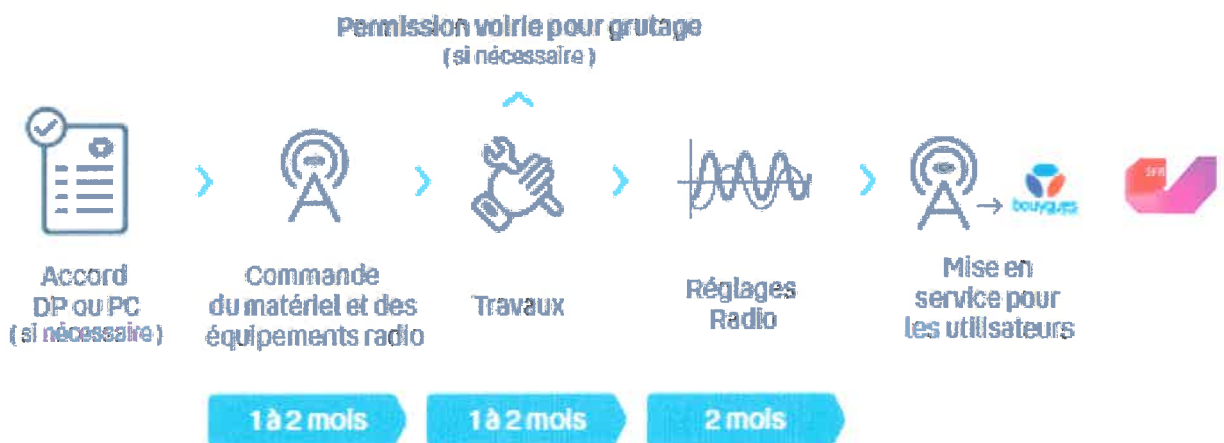 Permission voirie pour grutage
(si nécessaire)
Accord
DP ou PC
(si nécessaire)
Commande
du matériel et des
équipements radio
Travaux
Réglages
Radio
bouygues
SFR
Mise en
service pour
les utilisateurs
1 à 2 mois
1 à 2 mois
2 mois